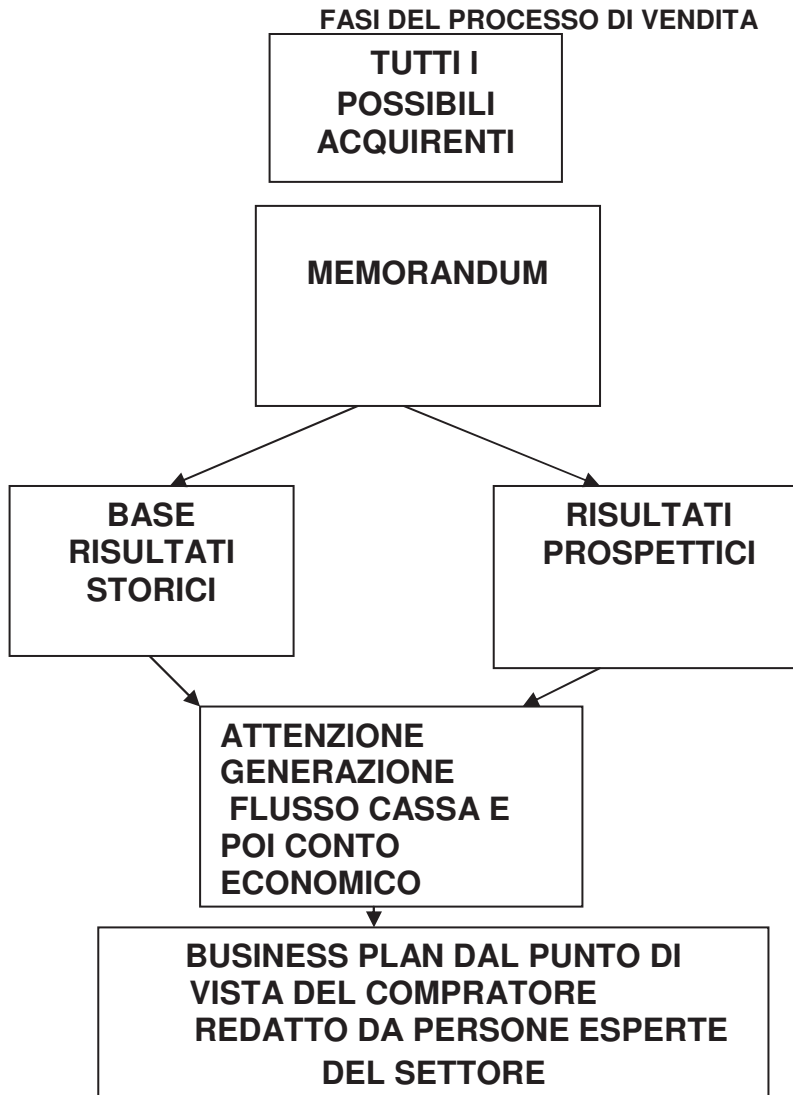 FASI DEL PROCESSO DI VENDITA
TUTTI I
POSSIBILI
ACQUIRENTI
MEMORANDUM
BASE
RISULTATI
STORICI
RISULTATI
PROSPETTICI
ATTENZIONE
GENERAZIONE
FLUSSO CASSA E
POI CONTO
ECONOMICO
BUSINESS PLAN DAL PUNTO DI
VISTA DEL COMPRATORE
REDATTO DA PERSONE ESPERTE
DEL SETTORE